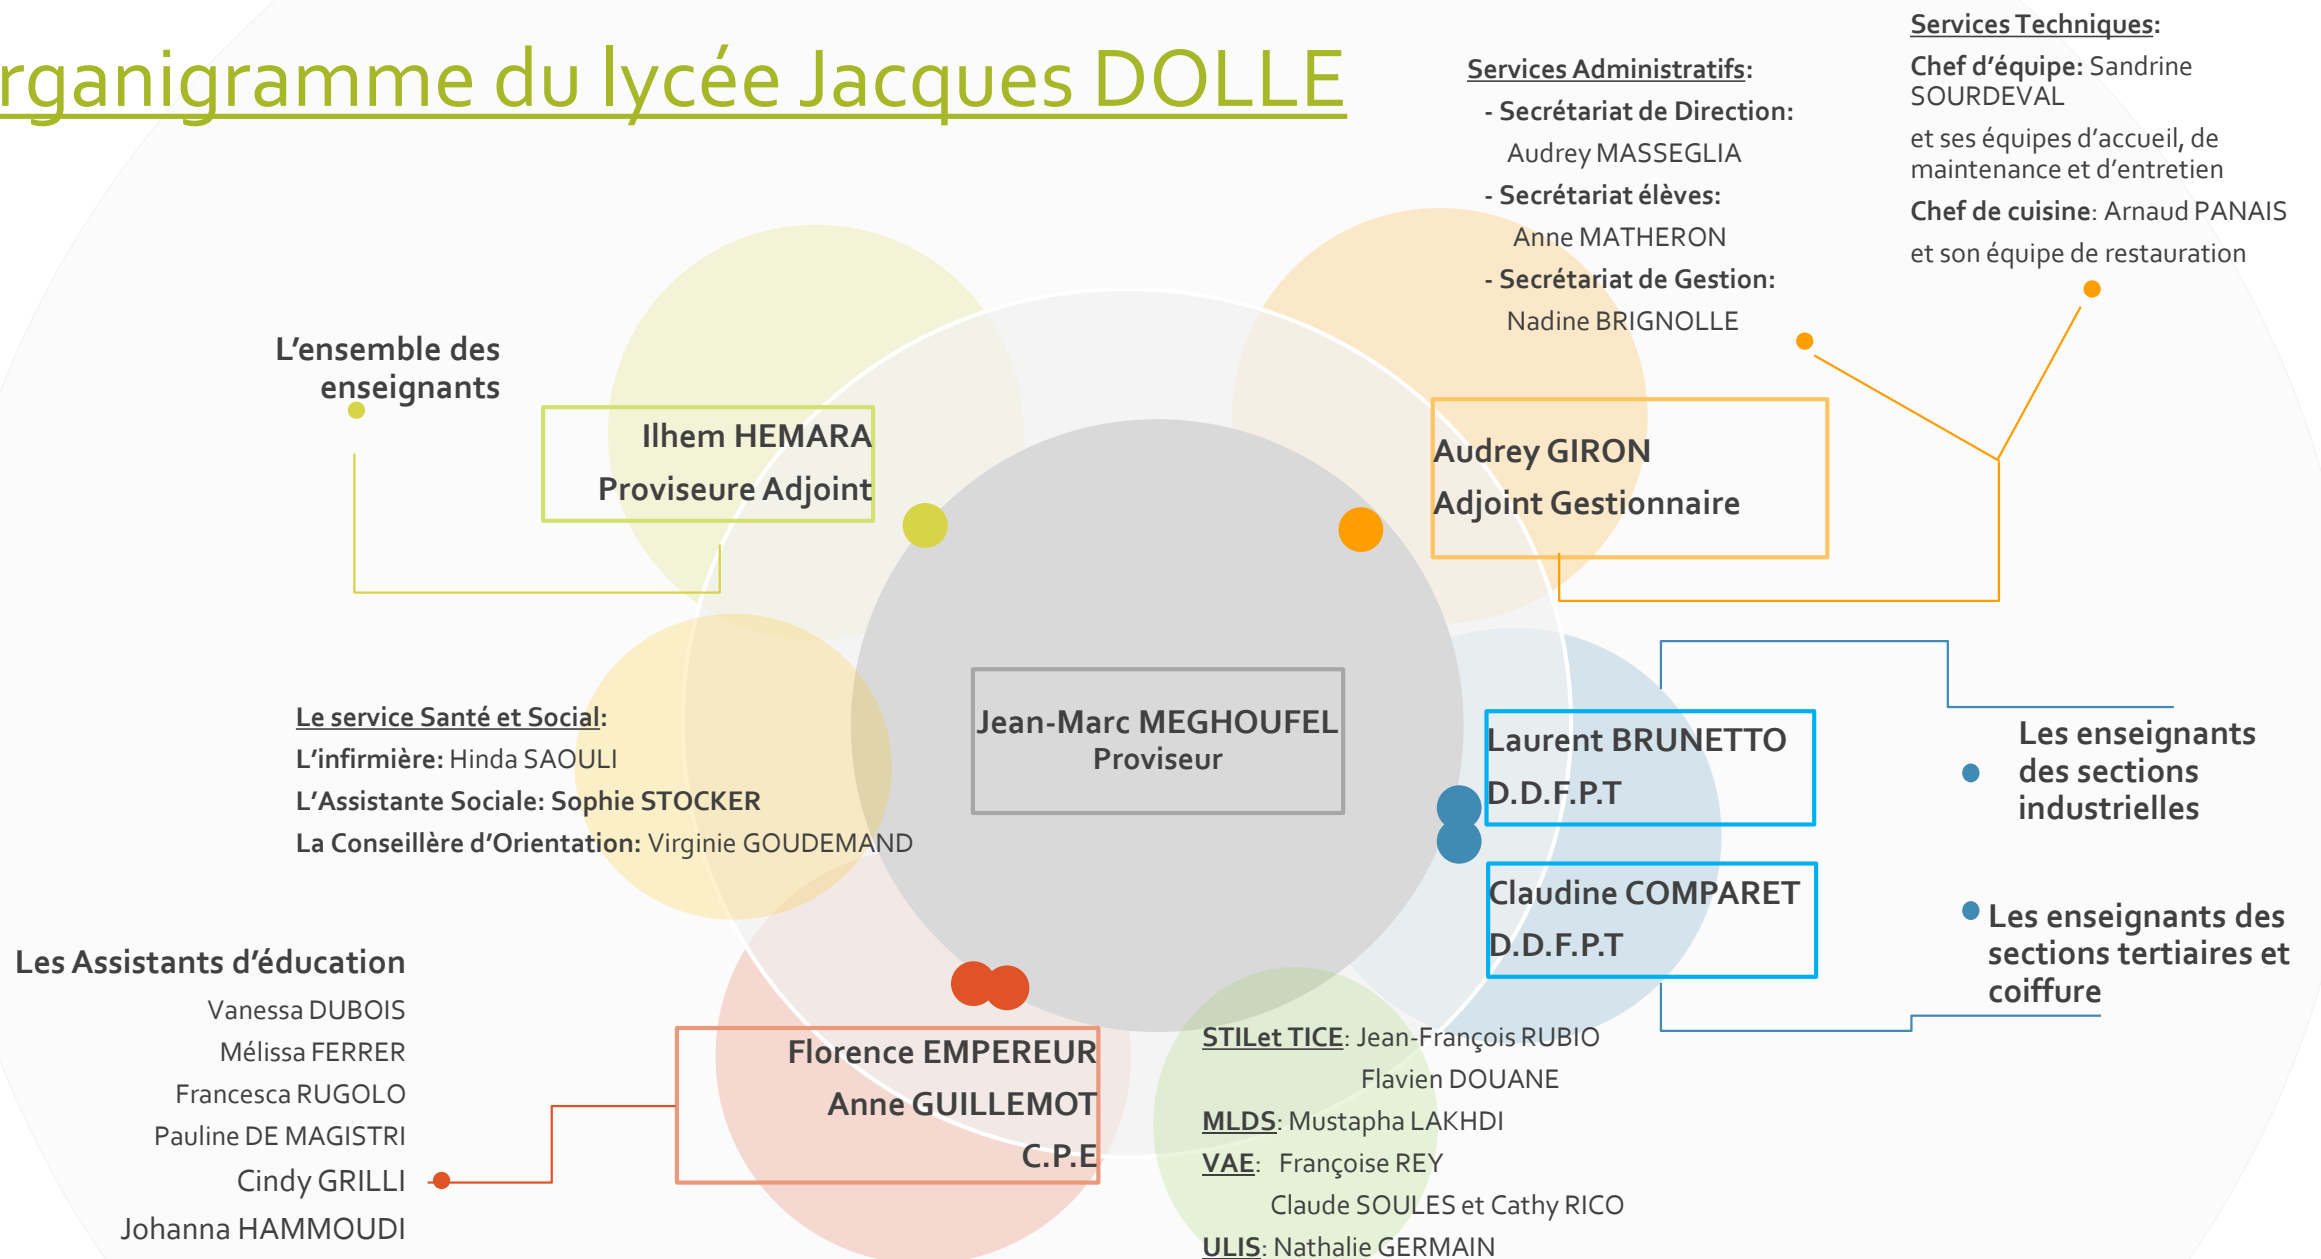 rganigramme du lycée Jacques DOLLE
Services Administratifs:
- Secrétariat de Direction:
Audrey MASSEGLIA
- Secrétariat élèves:
Anne MATHERON
- Secrétariat de Gestion:
Nadine BRIGNOLLE
Services Techniques:
Chef d'équipe: Sandrine
SOURDEVAL
et ses équipes d'accueil, de
maintenance et d'entretien
Chef de cuisine: Arnaud PANAIS
et son équipe de restauration
L'ensemble des
enseignants
Ilhem HEMARA
Proviseure Adjoint
Audrey GIRON
Adjoint Gestionnaire
Le service Santé et Social:
L'infirmière: Hinda SAOULI
L'Assistante Sociale: Sophie STOCKER
La Conseillère d'Orientation: Virginie GOUDEMAND
Jean-Marc MEGHOUFEL
Proviseur
Laurent BRUNETTO
D.D.F.P.T
Les enseignants
des sections
industrielles
Claudine COMPARET
D.D.F.P.T
Les enseignants des
sections tertiaires et
coiffure
Les Assistants d'éducation
Vanessa DUBOIS
Mélissa FERRER
Francesca RUGOLO
Pauline DE MAGISTRI
Cindy GRILLI
Johanna HAMMOUDI
Florence EMPEREUR
Anne GUILLEMOT
C.P.E
STILet TICE: Jean-François RUBIO
Flavien DOUANE
MLDS: Mustapha LAKHDI
VAE: Françoise REY
Claude SOULES et Cathy RICO
ULIS: Nathalie GERMAIN